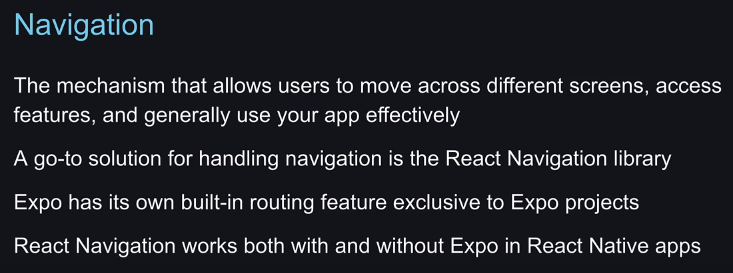 Navigation
The mechanism that allows users to move across different screens, access
features, and generally use your app effectively
A go-to solution for handling navigation is the React Navigation library
Expo has its own built-in routing feature exclusive to Expo projects
React Navigation works both with and without Expo in React Native apps